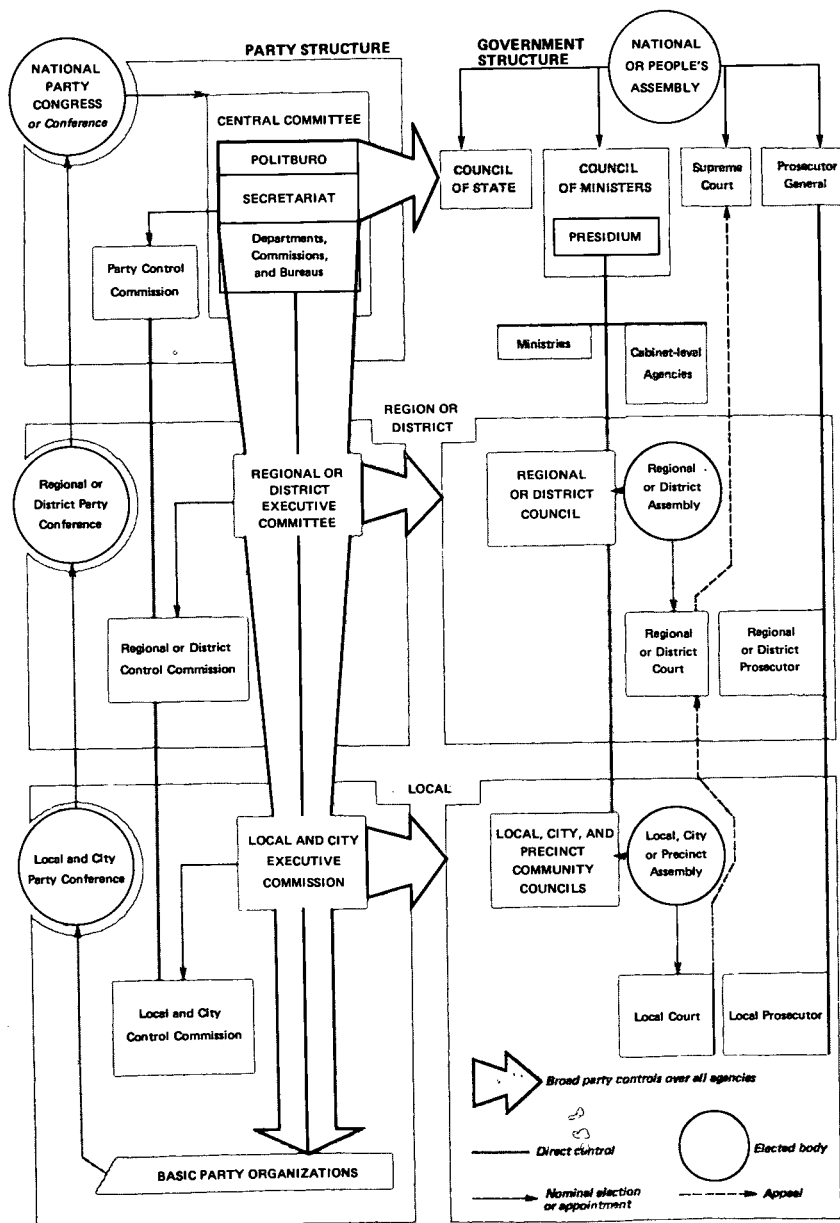 PARTY STRUCTURE
NATIONAL
PARTY
CONGRESS
or Conference
CENTRAL COMMITTEE
POLITBURO
SECRETARIAT
Departments,
Commissions,
and Bureaus
Party Control
Commission
GOVERNMENT
STRUCTURE
NATIONAL
OR PEOPLE'S
ASSEMBLY
COUNCIL
OF STATE
COUNCIL
OF MINISTERS
PRESIDIUM
Supreme
Court
Prosecutor
General
Ministries
Cabinet-level
Agencies
REGION OR
DISTRICT
Regional or
District Party
Conference
REGIONAL OR
DISTRICT
EXECUTIVE
COMMITTEE
Regional or District
Control Commission
REGIONAL
OR DISTRICT
COUNCIL
Regional
or District
Assembly
Regional
or District
Court
Regional
or District
Prosecutor
LOCAL
Local and City
Party Conference
LOCAL AND CITY
EXECUTIVE
COMMISSION
Local and City
Control Commission
BASIC PARTY ORGANIZATIONS
LOCAL, CITY, AND
PRECINCT
COMMUNITY
COUNCILS
Local, City
or Precinct
Assembly
Local Court
Local Prosecutor
Broad party controls over all agencies
Direct control
Elected body
Nominal election
or appointment
Appeal